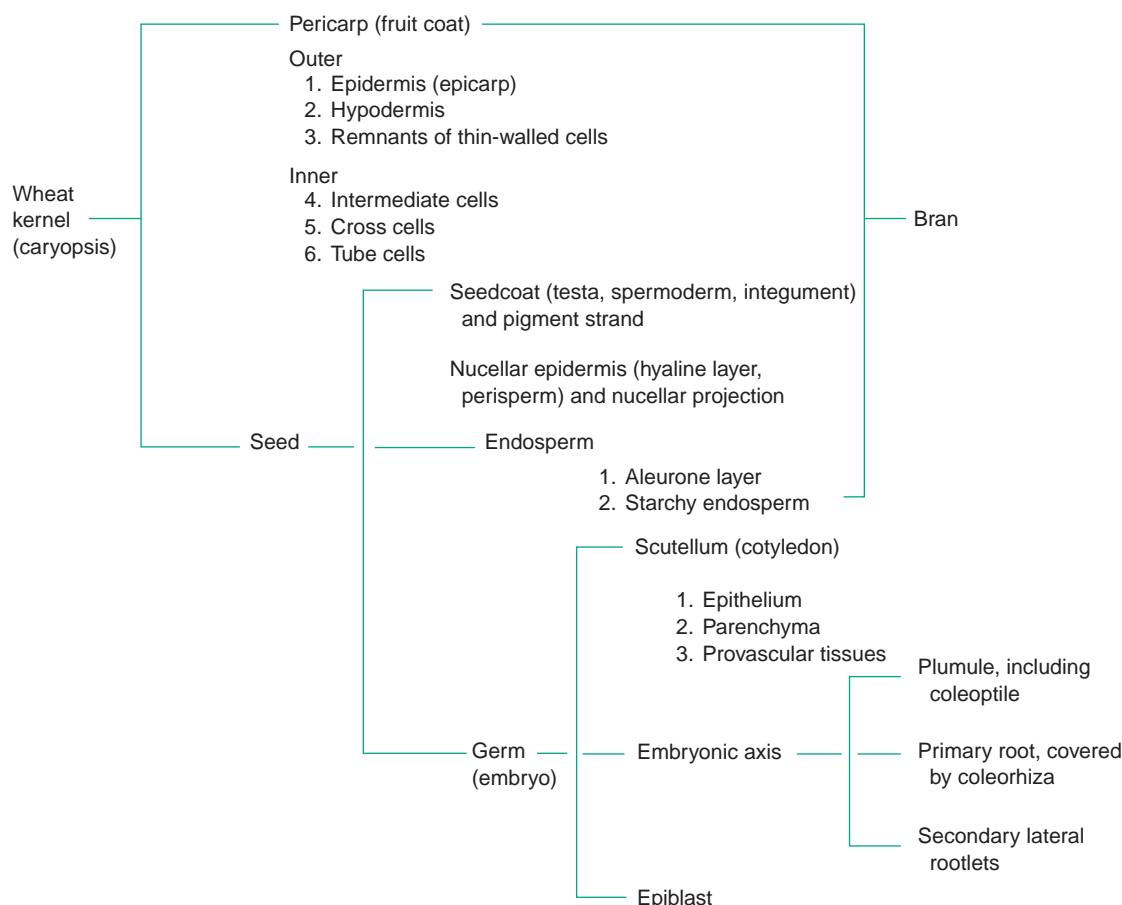 Pericarp (fruit coat)
Outer
1. Epidermis (epicarp)
2. Hypodermis
3. Remnants of thin-walled cells
Inner
4. Intermediate cells
5. Cross cells
6. Tube cells
Wheat
kernel
(caryopsis)
Bran
Seedcoat (testa, spermoderm, integument)
and pigment strand
Nucellar epidermis (hyaline layer,
perisperm) and nucellar projection
Seed
Endosperm
1. Aleurone layer
2. Starchy endosperm
Scutellum (cotyledon)
1. Epithelium
2. Parenchyma
3. Provascular tissues
Germ
(embryo)
Embryonic axis
Plumule, including
coleoptile
Primary root, covered
by coleorhiza
Secondary lateral
rootlets
Epiblast